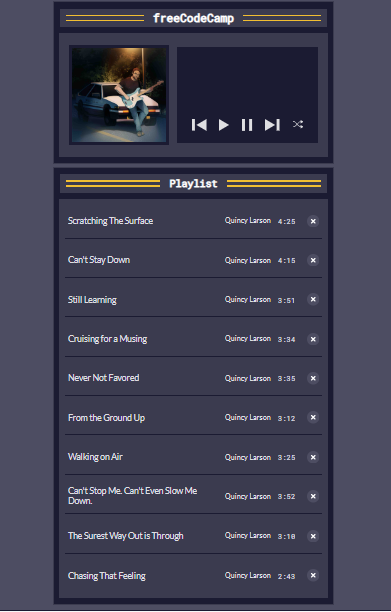 freeCodeCamp
Playlist
Scratching The Surface Quincy Larson 4:25
Can't Stay Down Quincy Larson 4:15
Still Learning Quincy Larson 3:51
Cruising for a Musing Quincy Larson 3:34
Never Not Favored Quincy Larson 3:35
From the Ground Up Quincy Larson 3:12
Walking on Air Quincy Larson 3:25
Can't Stop Me. Can't Even Slow Me
Down. Quincy Larson 3:52
The Surest Way Out is Through Quincy Larson 3:10
Chasing That Feeling Quincy Larson 2:43